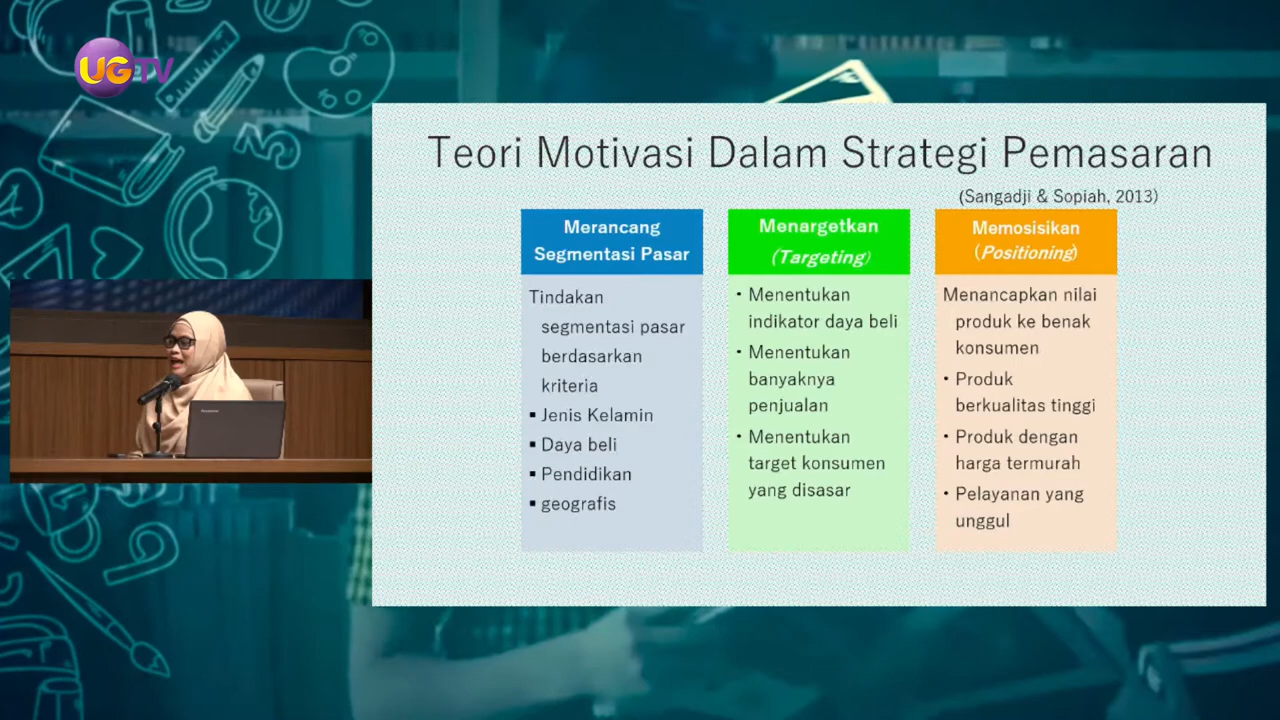 UGTV
Teori Motivasi Dalam Strategi Pemasaran
(Sangadji & Sopiah, 2013)
Merancang
Segmentasi Pasar
Tindakan
segmentasi pasar
berdasarkan
kriteria
▪ Jenis Kelamin
▪ Daya beli
▪ Pendidikan
▪ geografis
Menargetkan
(Targeting)
• Menentukan
indikator daya beli
• Menentukan
banyaknya
penjualan
• Menentukan
target konsumen
yang disasar
Memosisikan
(Positioning)
Menancapkan nilai
produk ke benak
konsumen
• Produk
berkualitas tinggi
• Produk dengan
harga termurah
• Pelayanan yang
unggul